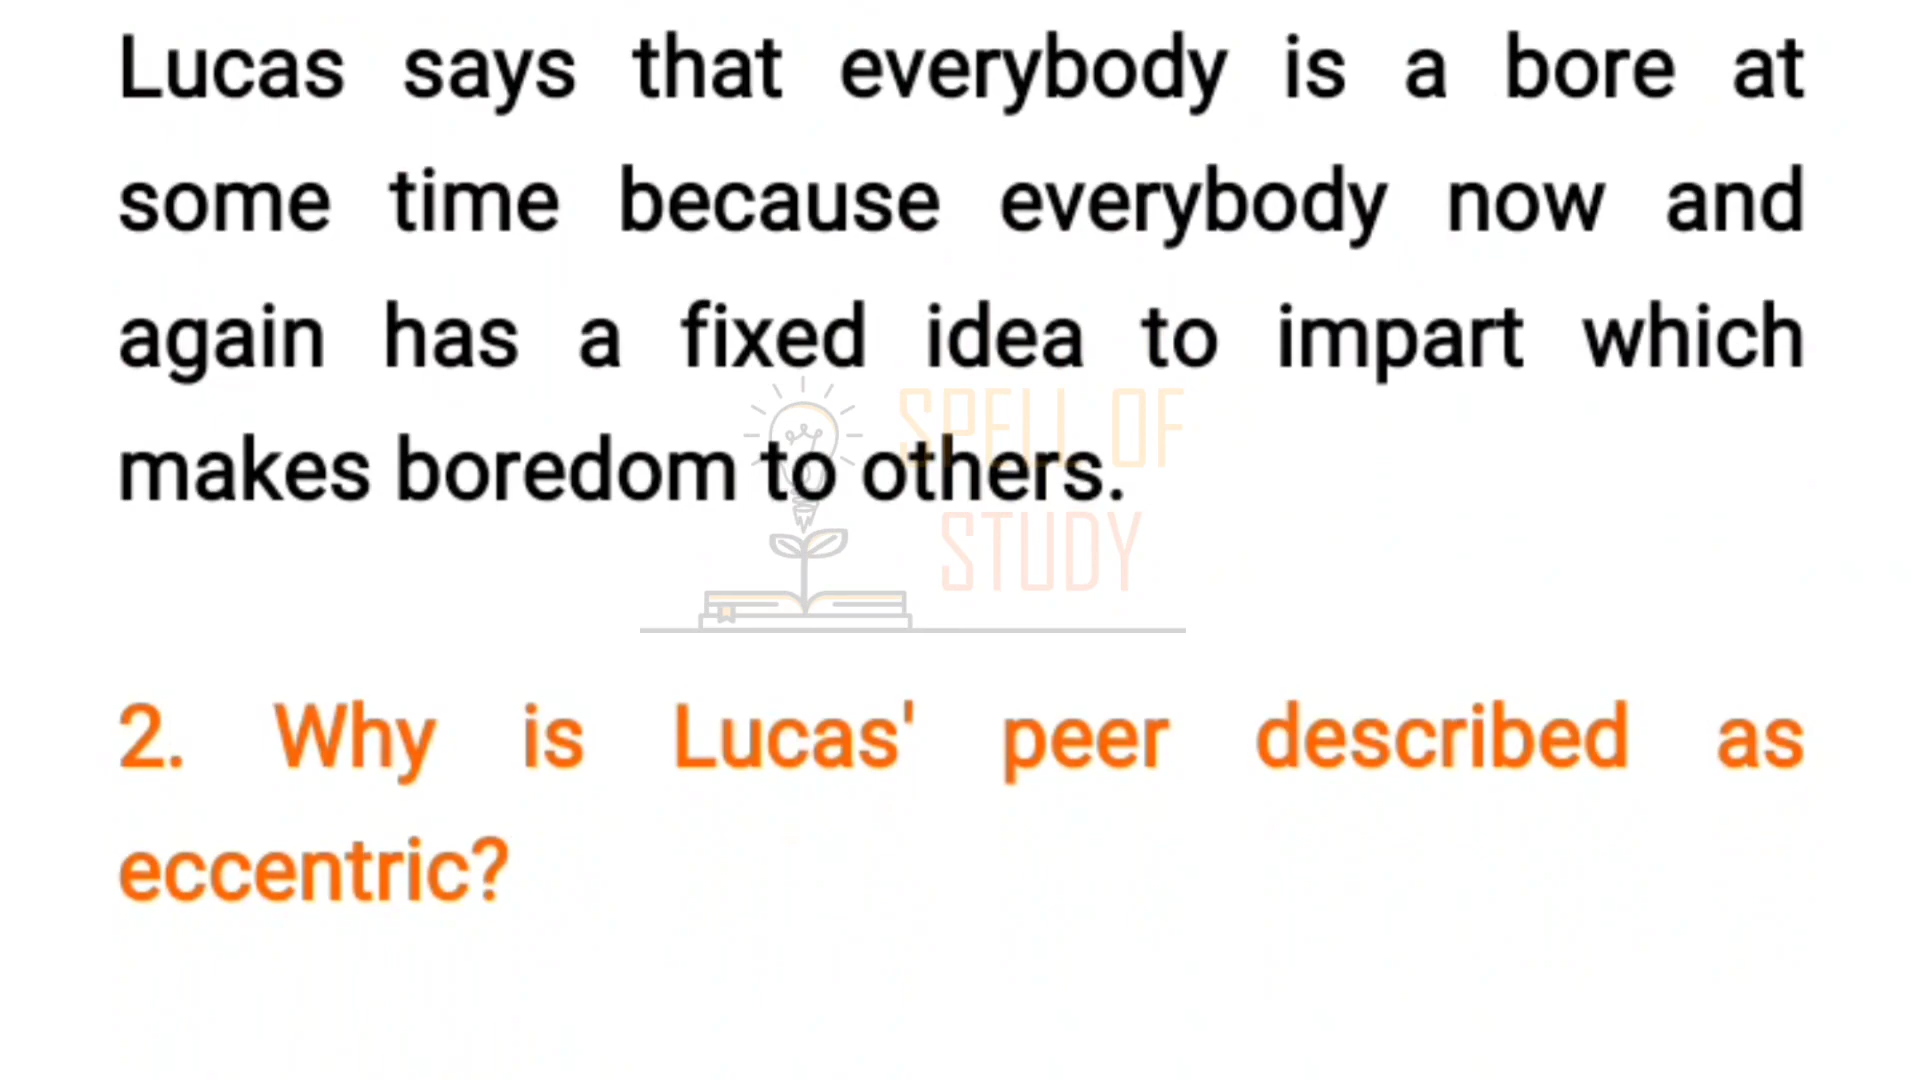 Lucas says that everybody is a bore at
some time because everybody now and
again has a fixed idea to impart which
makes boredom to others.
SPELL OF
STUDY
2. Why is Lucas' peer described as
eccentric?